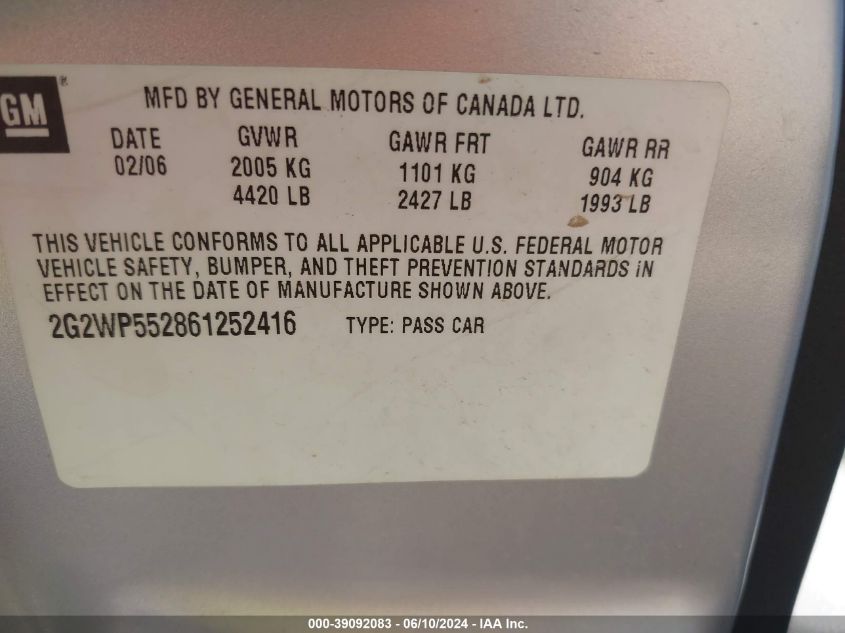 GM®
MFD BY GENERAL MOTORS OF CANADA LTD.
DATE GVWR GAWR FRT GAWR RR
02/06 2005 KG 1101 KG 904 KG
4420 LB 2427 LB 1993 LB
THIS VEHICLE CONFORMS TO ALL APPLICABLE U.S. FEDERAL MOTOR
VEHICLE SAFETY, BUMPER, AND THEFT PREVENTION STANDARDS IN
EFFECT ON THE DATE OF MANUFACTURE SHOWN ABOVE.
2G2WP552861252416 TYPE: PASS CAR
000-39092083 - 06/10/2024 - IAA Inc.